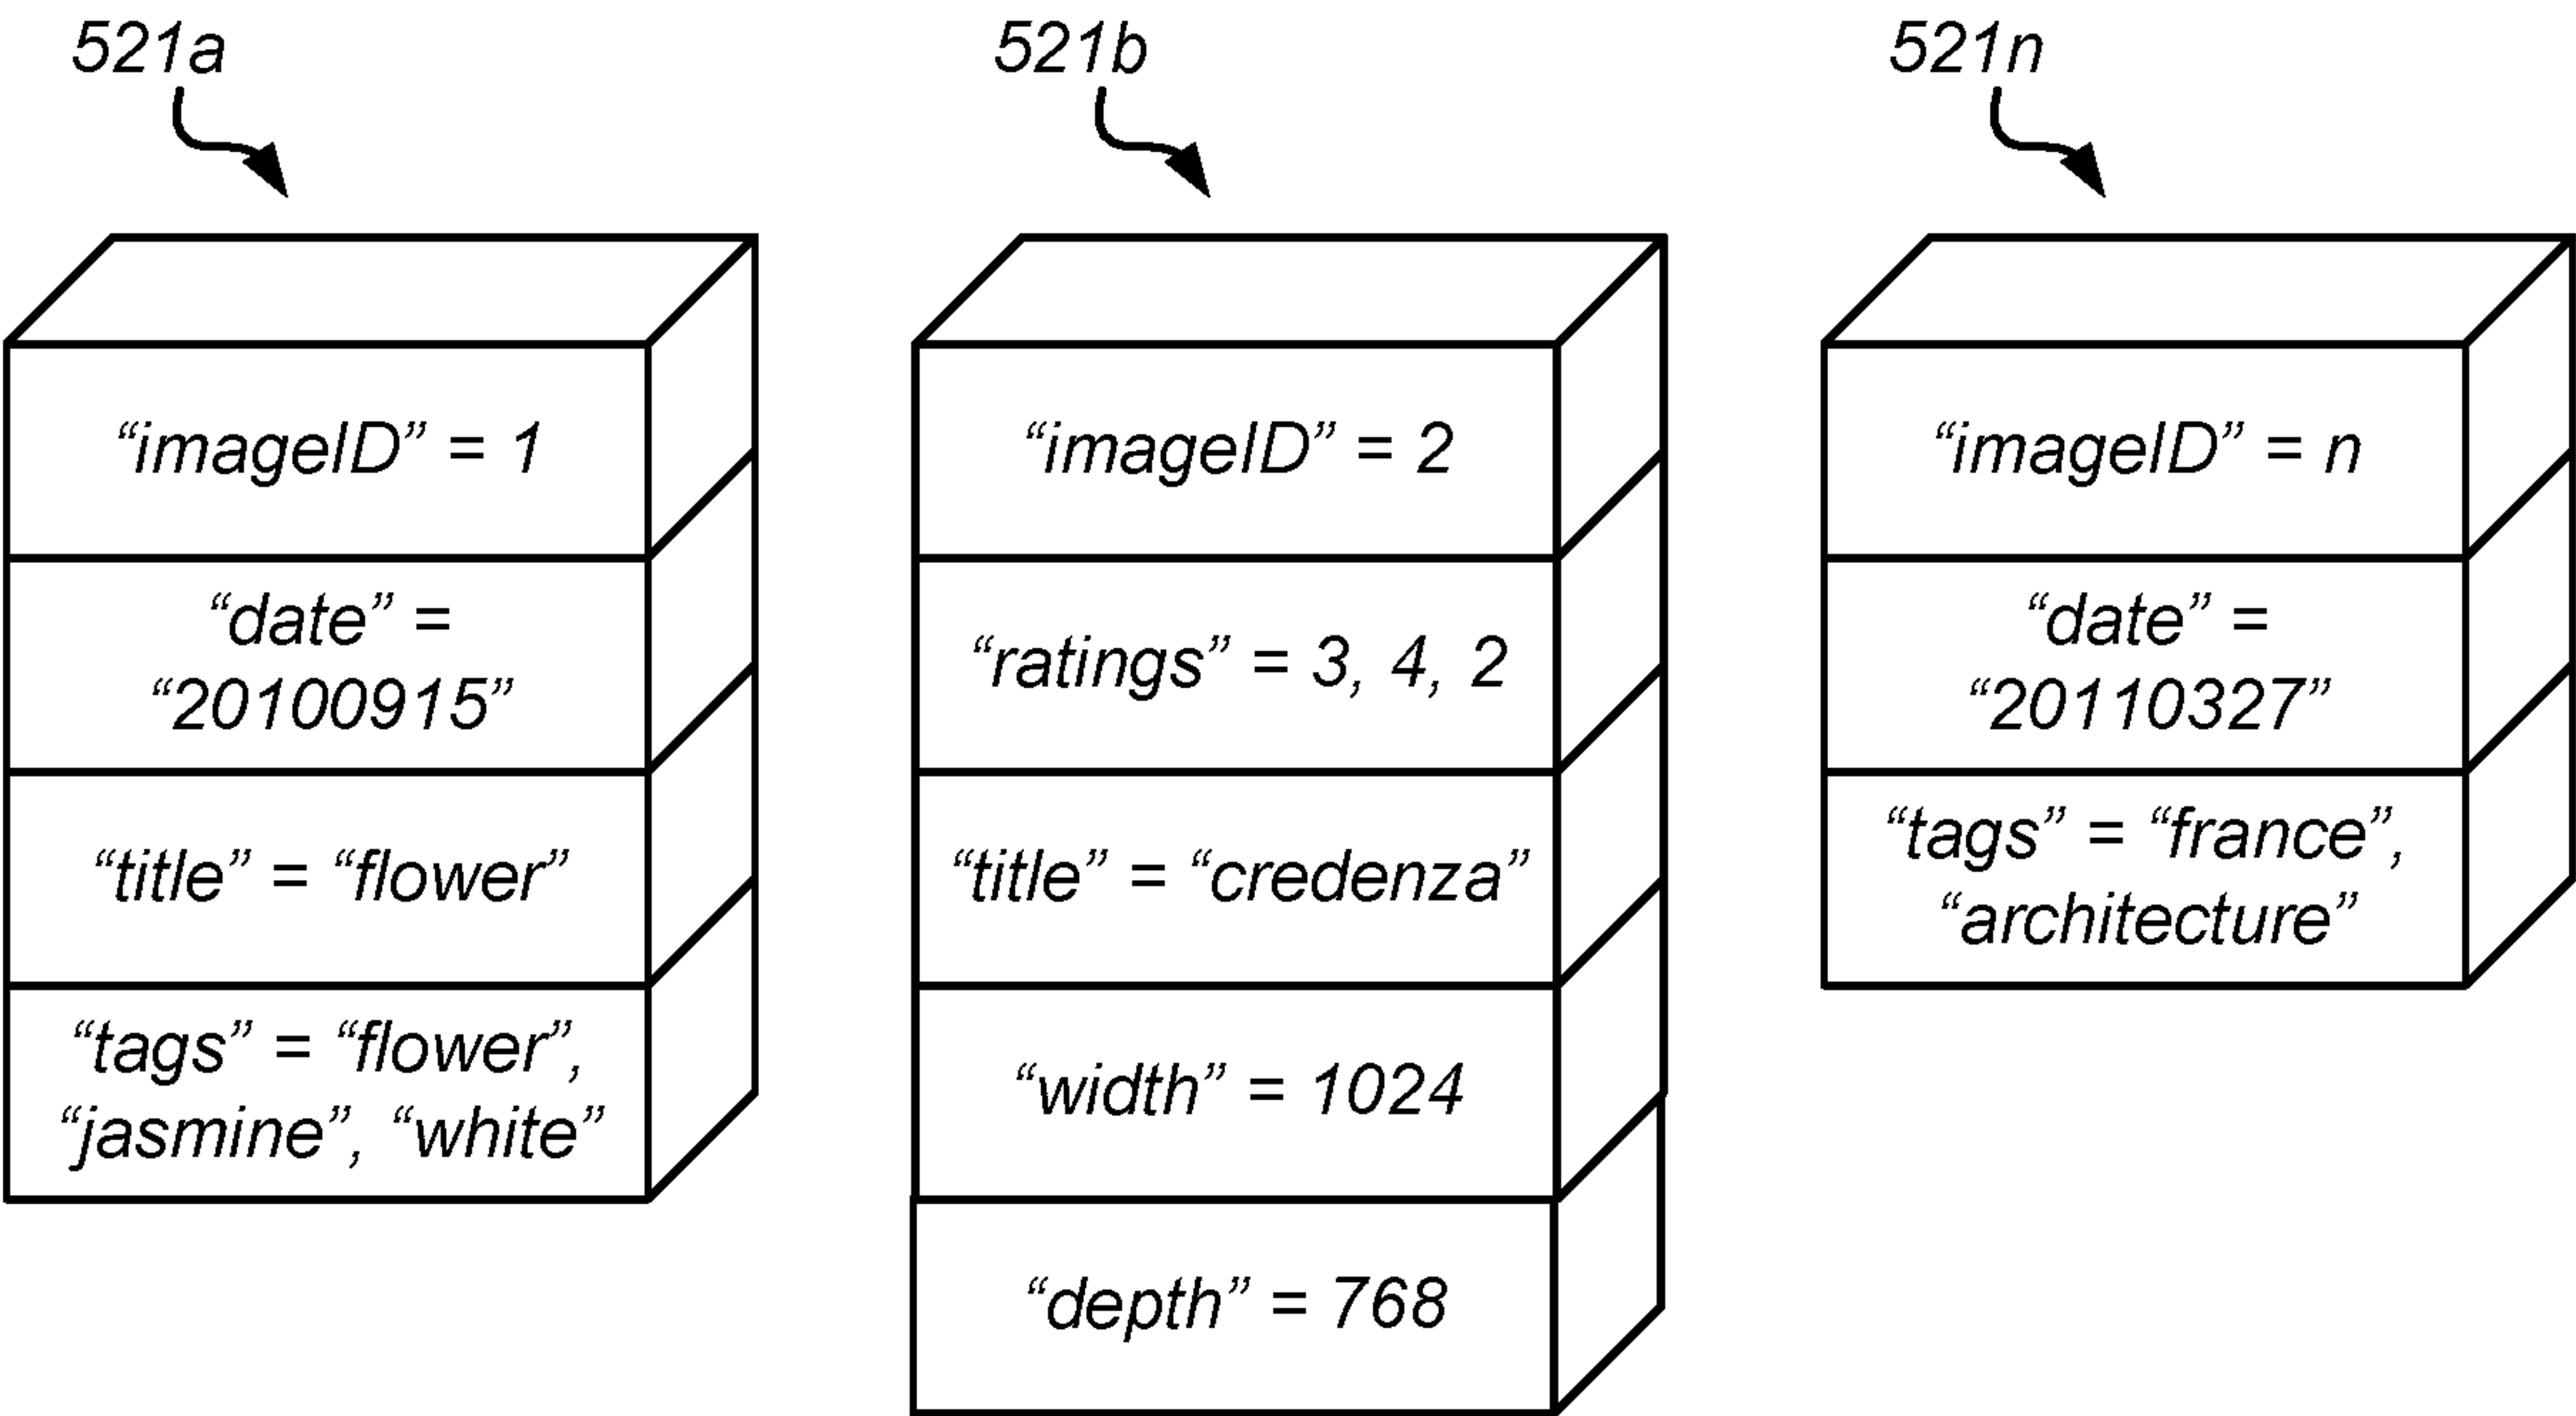 521a
521b
521n
“imageID” = 1
“date” =
“20100915”
“title” = “flower”
“tags” = “flower”,
“jasmine”, “white”
“imageID” = 2
“ratings” = 3, 4, 2
“title” = “credenza”
“width” = 1024
“depth” = 768
“imageID” = n
“date” =
“20110327”
“tags” = “france”,
“architecture”